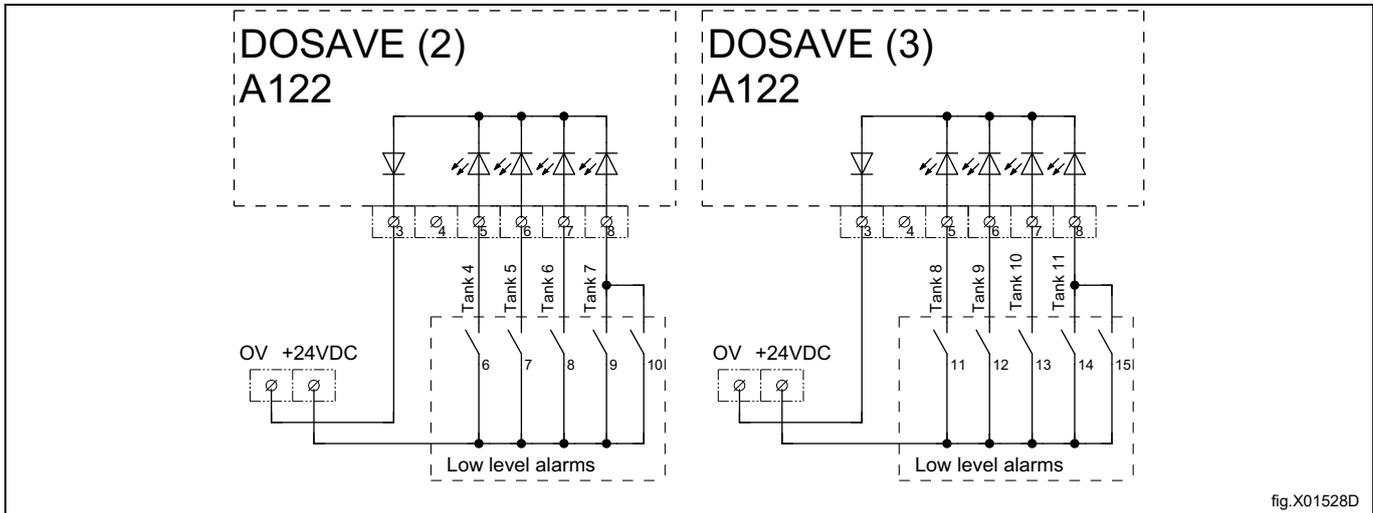 DOSAVE (2)
A122
3 4 5 6 7 8
Tank 4
Tank 5
Tank 6
Tank 7
OV +24VDC
6 7 8 9 10
Low level alarms
DOSAVE (3)
A122
3 4 5 6 7 8
Tank 8
Tank 9
Tank 10
Tank 11
OV +24VDC
11 12 13 14 15
Low level alarms
fig.X01528D